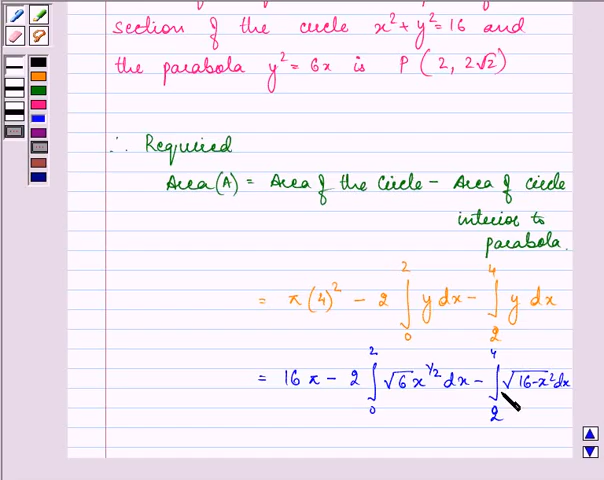 section of the circle x²+y²=16 and
the parabola y²=6x is P(2, 2√2)
∴ Required
Area(A) = Area of the circle - Area of circle
interior to
parabola.
= π(4)² - 2 ∫₀² y dx - ∫₂⁴ y dx
= 16π - 2 ∫₀² √6 x^1/2 dx - ∫₂⁴ √16-x² dx